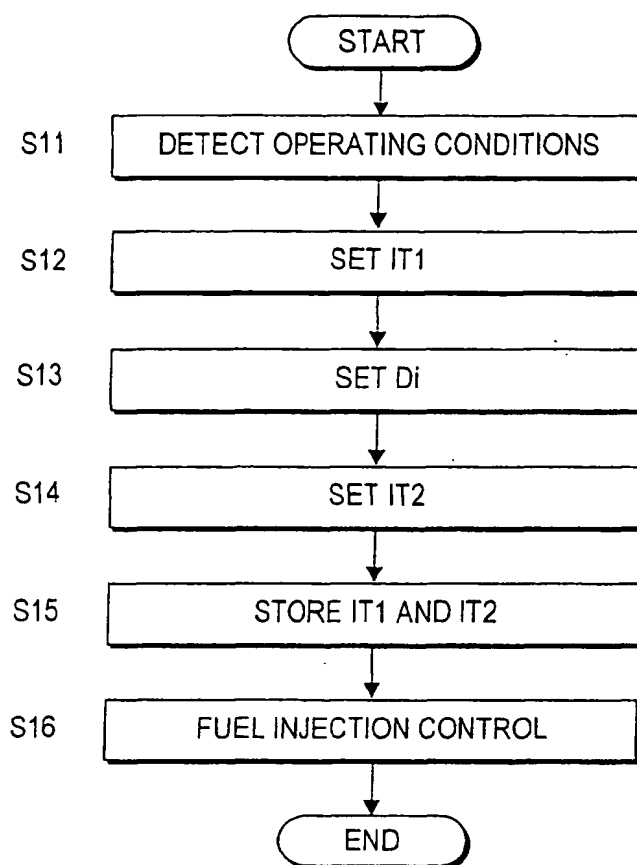 START
S11 DETECT OPERATING CONDITIONS
S12 SET IT1
S13 SET Di
S14 SET IT2
S15 STORE IT1 AND IT2
S16 FUEL INJECTION CONTROL
END